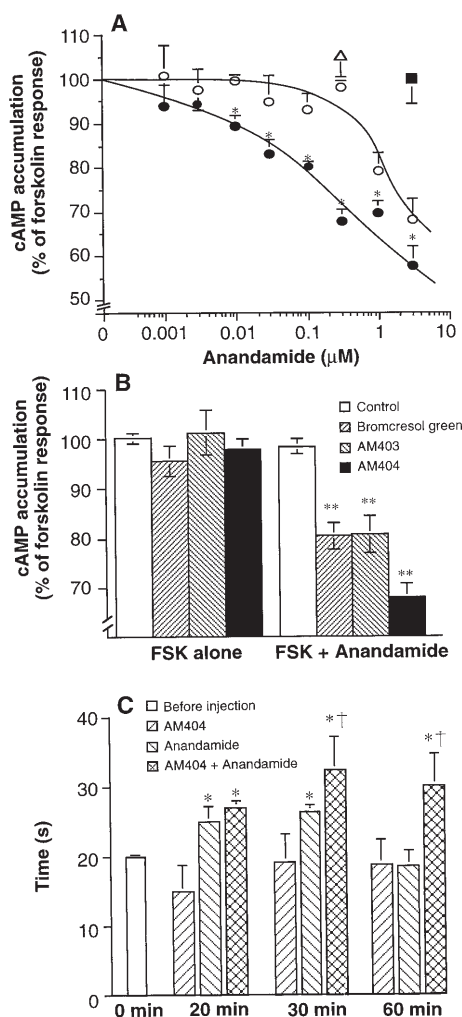 A
cAMP accumulation
(% of forskolin response)
110
100
90
80
70
60
50
* * * * * *
*
0 0.001 0.01 0.1 1 10
Anandamide (µM)
B
cAMP accumulation
(% of forskolin response)
100
90
80
70
Control
Bromcresol green
AM403
AM404
** ** **
FSK alone FSK + Anandamide
C
Before injection
AM404
Anandamide
AM404 + Anandamide
Time (s)
40
30
20
10
0
* * * *† *†
0 min 20 min 30 min 60 min